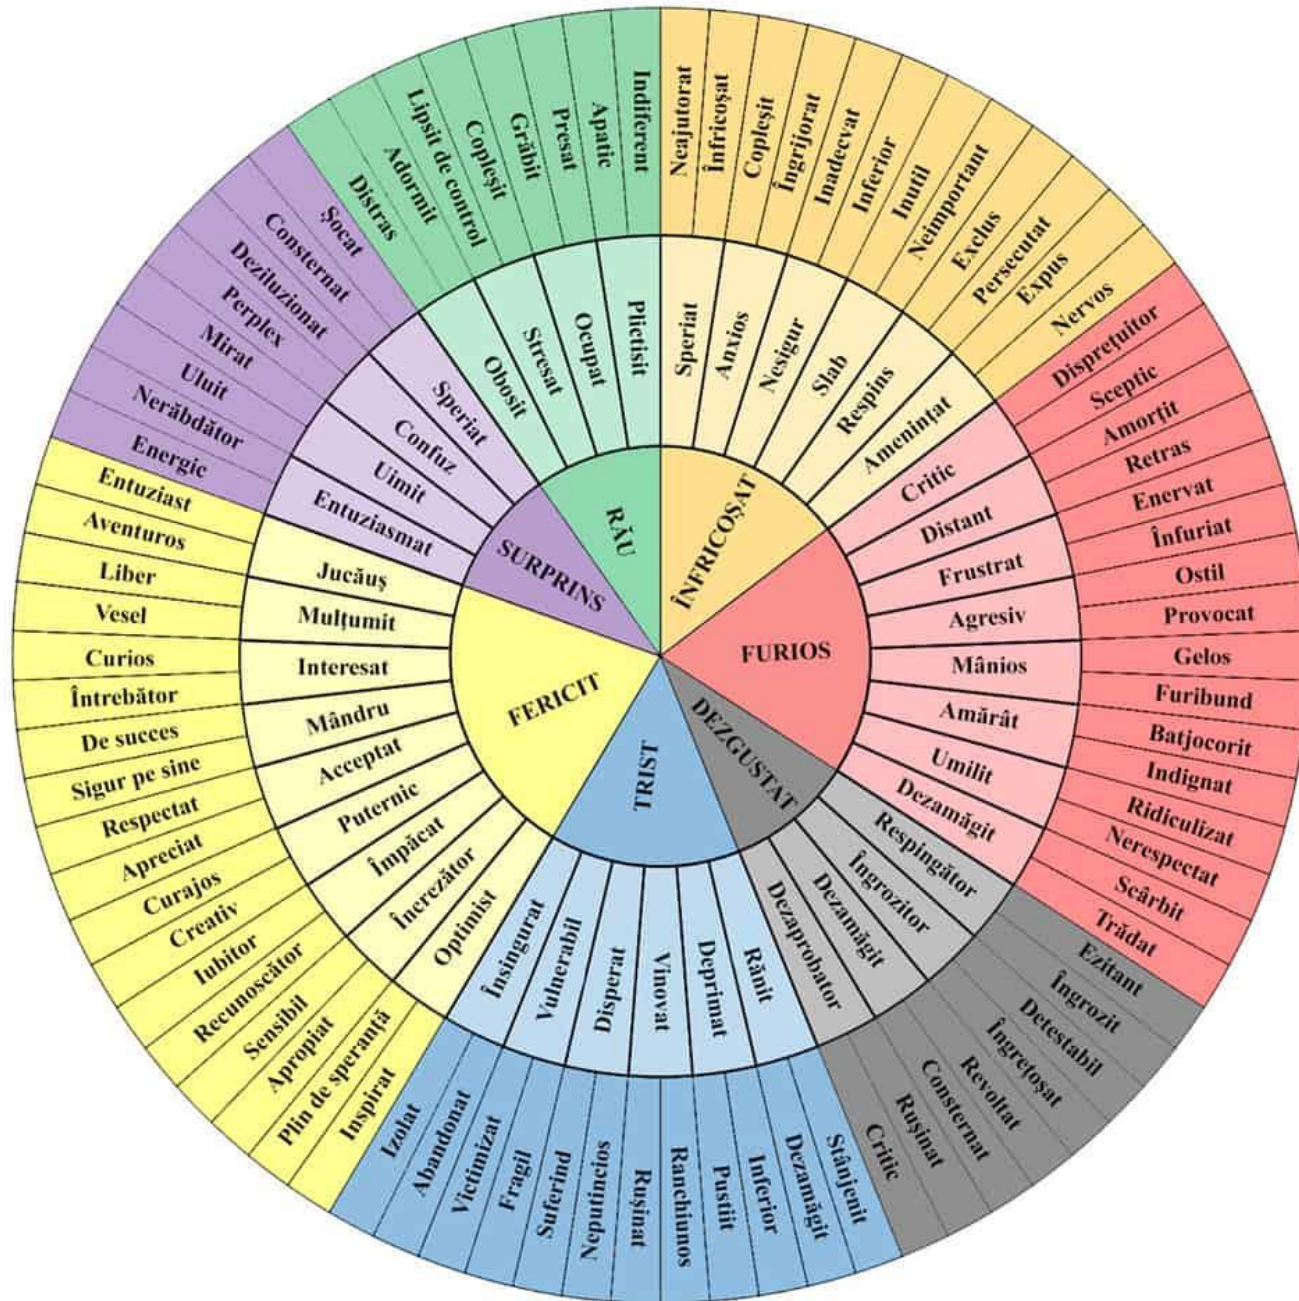 RĂU
ÎNFRICOȘAT
FURIOS
DEZGUSTAT
TRIST
FERICIT
SURPRINS
Plictisit
Ocupat
Stresat
Obosit
Speriat
Anxios
Nesigur
Slab
Respins
Amenințat
Critic
Distant
Frustrat
Agresiv
Mânios
Amărât
Umilit
Dezamăgit
Respingător
Îngrozitor
Dezamăgit
Dezaprobator
Rănit
Deprimat
Vinovat
Disperat
Vulnerabil
Însingurat
Optimist
Încrezător
Împăcat
Puternic
Acceptat
Mândru
Interesat
Mulțumit
Jucăuș
Entuziasmat
Uimit
Confuz
Speriat
Neajutorat
Înfricoșat
Copleșit
Îngrijorat
Inadecvat
Inferior
Inutil
Neimportant
Exclus
Persecutat
Expus
Nervos
Disprețuitor
Sceptic
Amorțit
Retras
Enervat
Înfuriat
Ostil
Provocat
Gelos
Furibund
Batjocorit
Indignat
Ridiculizat
Nercspectat
Scârbit
Trădat
Ezitant
Îngrozit
Detestabil
Îngrețoșat
Revoltat
Consternat
Rușinat
Critic
Stânjenit
Dezamăgit
Inferior
Pustiit
Ranchiunos
Rușinat
Neputincios
Suferind
Fragil
Victimizat
Abandonat
Izolat
Inspirat
Plin de speranță
Apropiat
Sensibil
Recunoscător
Iubitor
Creativ
Curajos
Apreciat
Respectat
Sigur pe sine
De succes
Întrebător
Curios
Vesel
Liber
Aventuros
Entuziast
Energic
Nerăbdător
Uluit
Mirat
Perplex
Deziluzionat
Consternat
Șocat
Distras
Adormit
Lipsit de control
Copleșit
Grăbit
Presat
Apatic
Indiferent